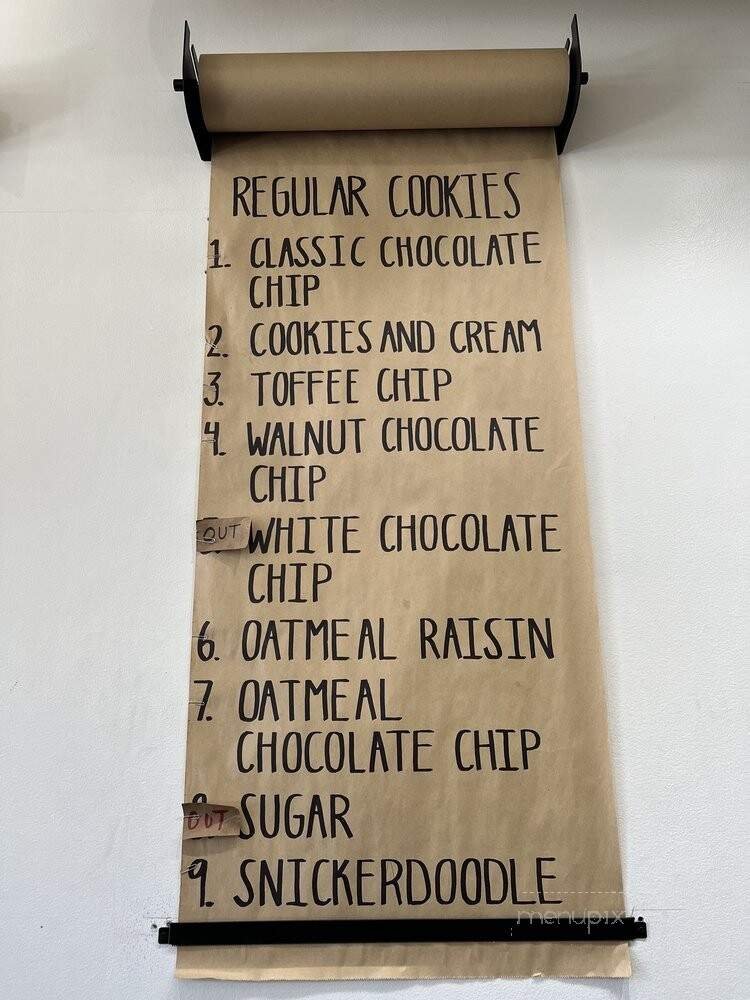 REGULAR COOKIES
1. CLASSIC CHOCOLATE
CHIP
2. COOKIES AND CREAM
3. TOFFEE CHIP
4. WALNUT CHOCOLATE
CHIP
OUT WHITE CHOCOLATE
CHIP
6. OATMEAL RAISIN
7. OATMEAL
CHOCOLATE CHIP
OUT SUGAR
9. SNICKERDOODLE
menupix